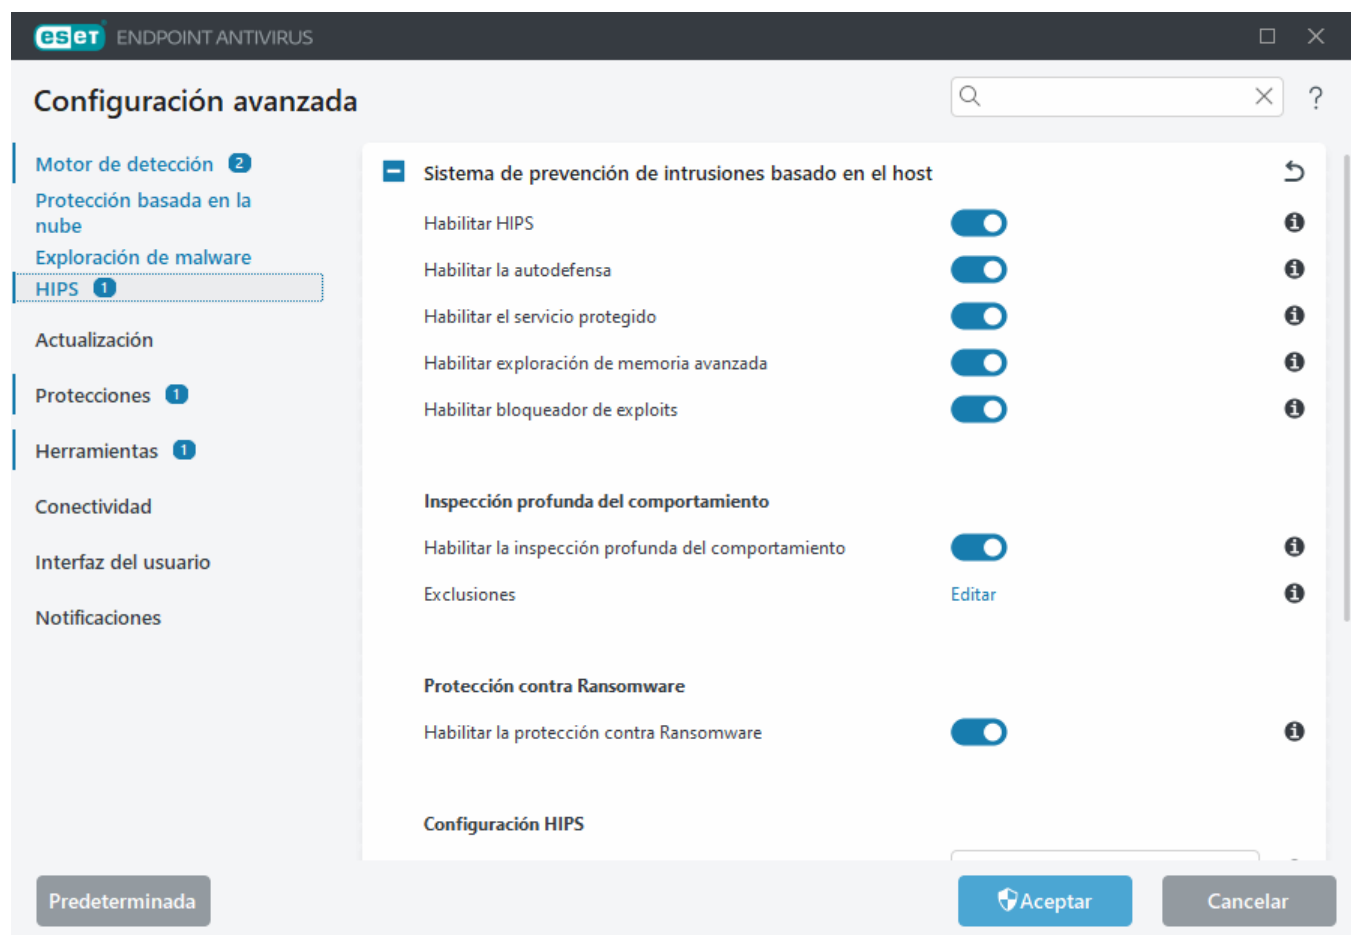 eset ENDPOINT ANTIVIRUS
Configuración avanzada
?
Motor de detección 2
Protección basada en la
nube
Exploración de malware
HIPS 1
Actualización
Protecciones 1
Herramientas 1
Conectividad
Interfaz del usuario
Notificaciones
Sistema de prevención de intrusiones basado en el host
Habilitar HIPS
Habilitar la autodefensa
Habilitar el servicio protegido
Habilitar exploración de memoria avanzada
Habilitar bloqueador de exploits
Inspección profunda del comportamiento
Habilitar la inspección profunda del comportamiento
Exclusiones Editar
Protección contra Ransomware
Habilitar la protección contra Ransomware
Configuración HIPS
Predeterminada
Aceptar
Cancelar